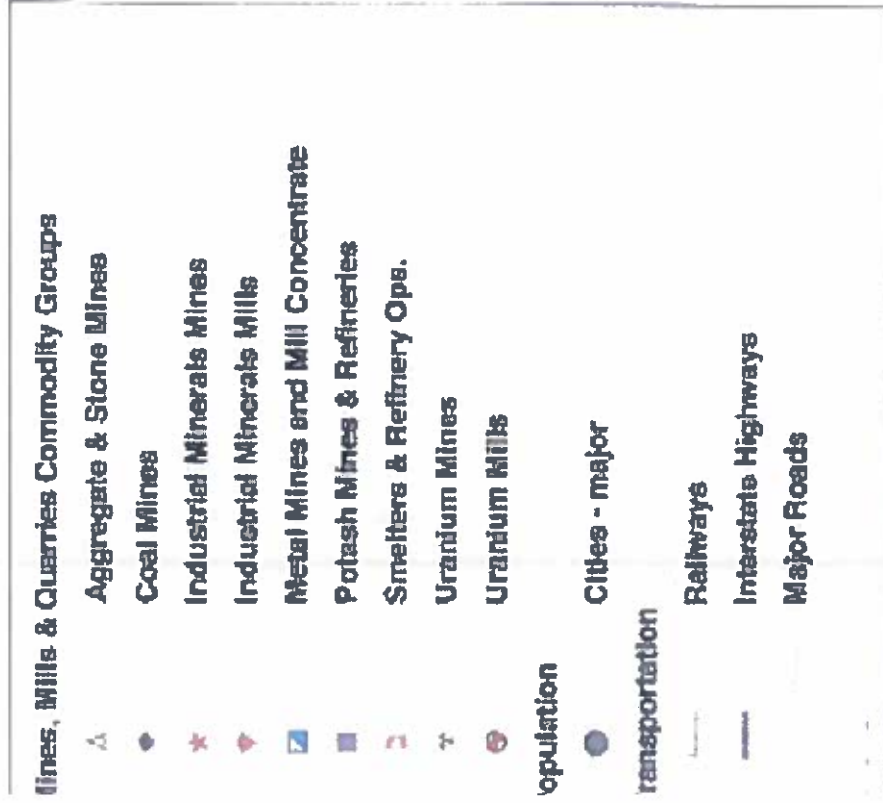 lines, Mills & Quarries Commodity Groups
Aggregate & Stone Mines
Coal Mines
Industrial Minerals Mines
Industrial Minerals Mills
Metal Mines and Mill Concentrate
Potash Mines & Refineries
Smelters & Refinery Ops.
Uranium Mines
Uranium Mills
opulation
Cities - major
ransportation
Railways
Interstate Highways
Major Roads